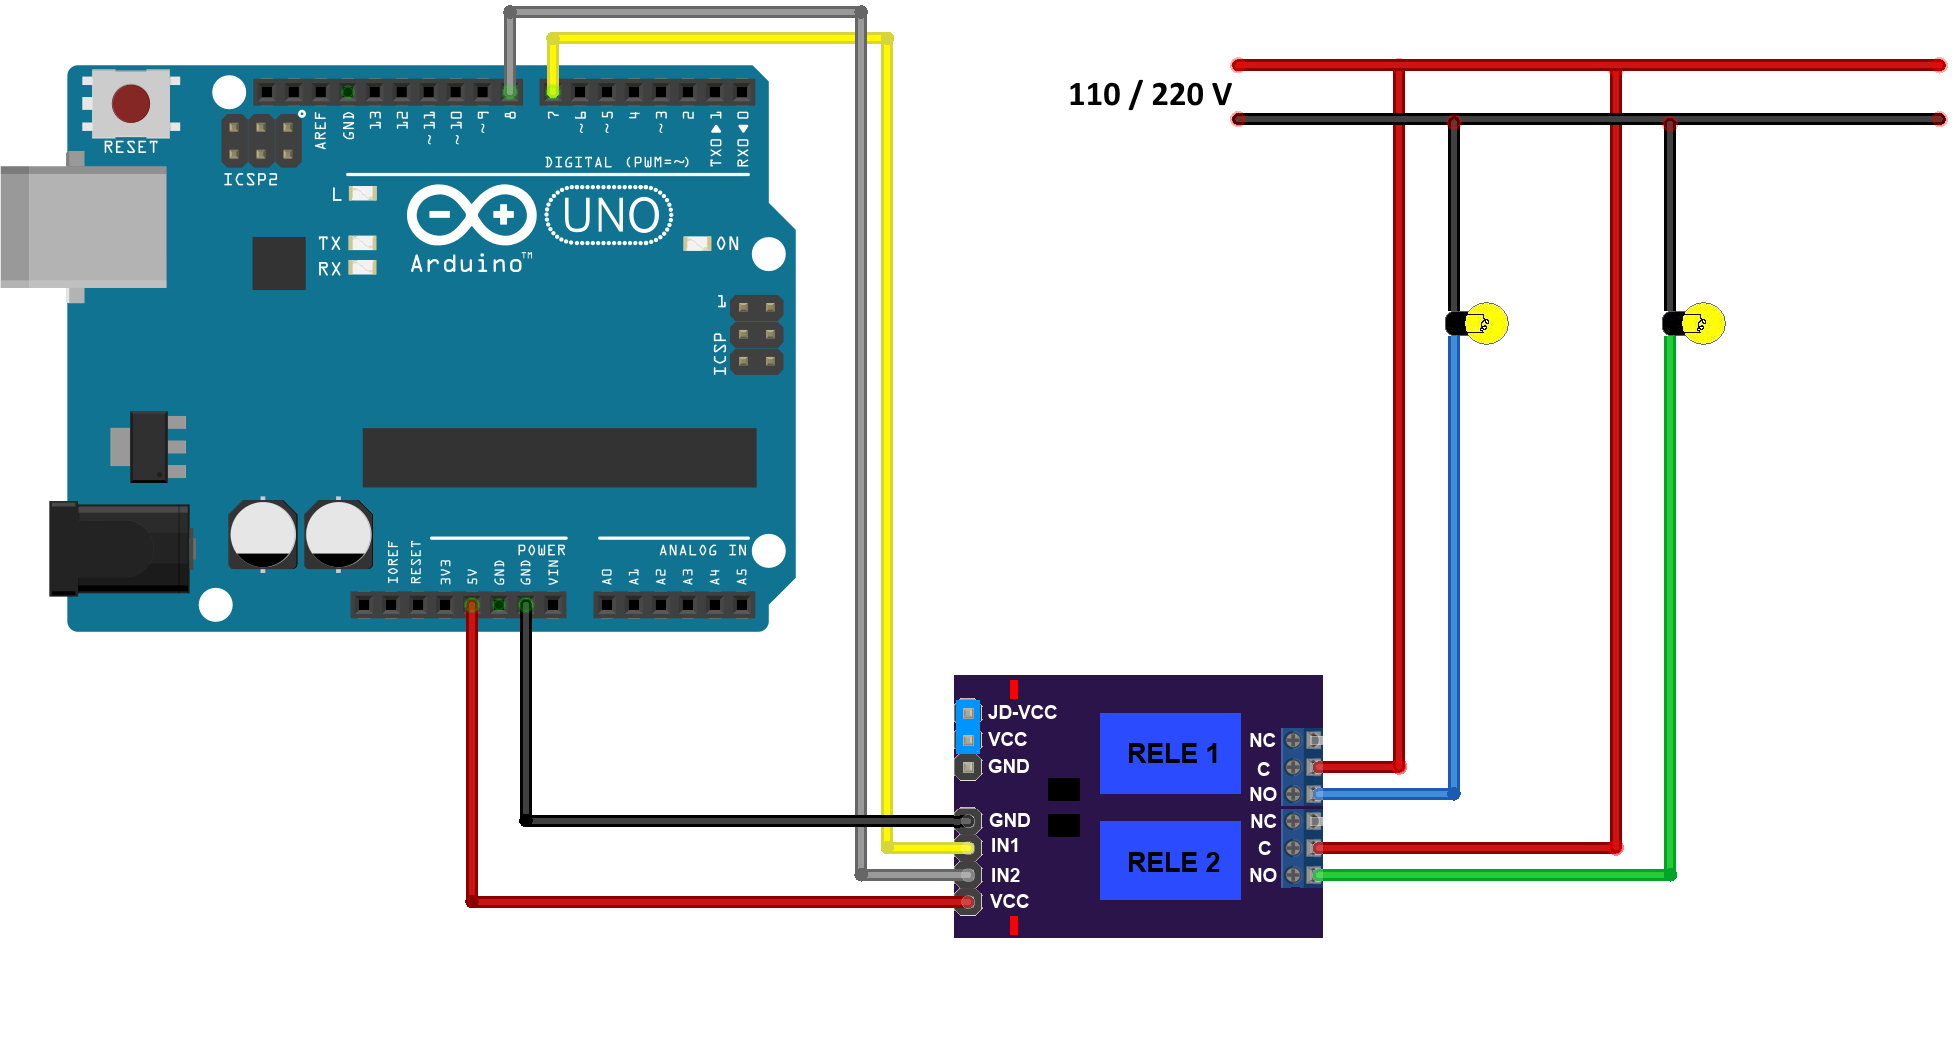 110 / 220 V
RESET
ICSP2
AREF
GND
13
12
~11
~10
~9
8
7
~6
~5
4
~3
2
TX0▶1
RX0◀0
DIGITAL (PWM=~)
L
TX
RX
UNO
Arduino™
ON
1
ICSP
POWER
ANALOG IN
IOREF
RESET
3V3
5V
GND
GND
VIN
A0
A1
A2
A3
A4
A5
JD-VCC
VCC
GND
GND
IN1
IN2
VCC
RELE 1
RELE 2
NC
C
NO
NC
C
NO